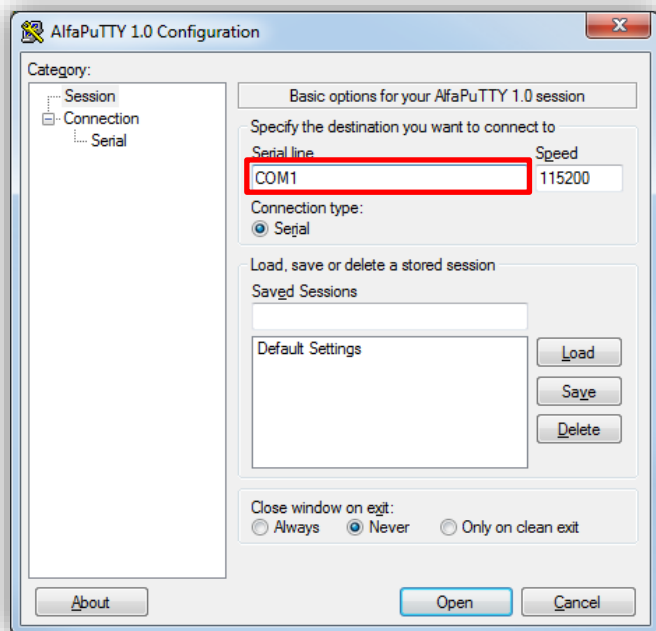 AlfaPuTTY 1.0 Configuration
Category:
Session
Connection
Serial
Basic options for your AlfaPuTTY 1.0 session
Specify the destination you want to connect to
Serial line Speed
COM1 115200
Connection type:
Serial
Load, save or delete a stored session
Saved Sessions
Default Settings
Load
Save
Delete
Close window on exit:
Always Never Only on clean exit
About Open Cancel